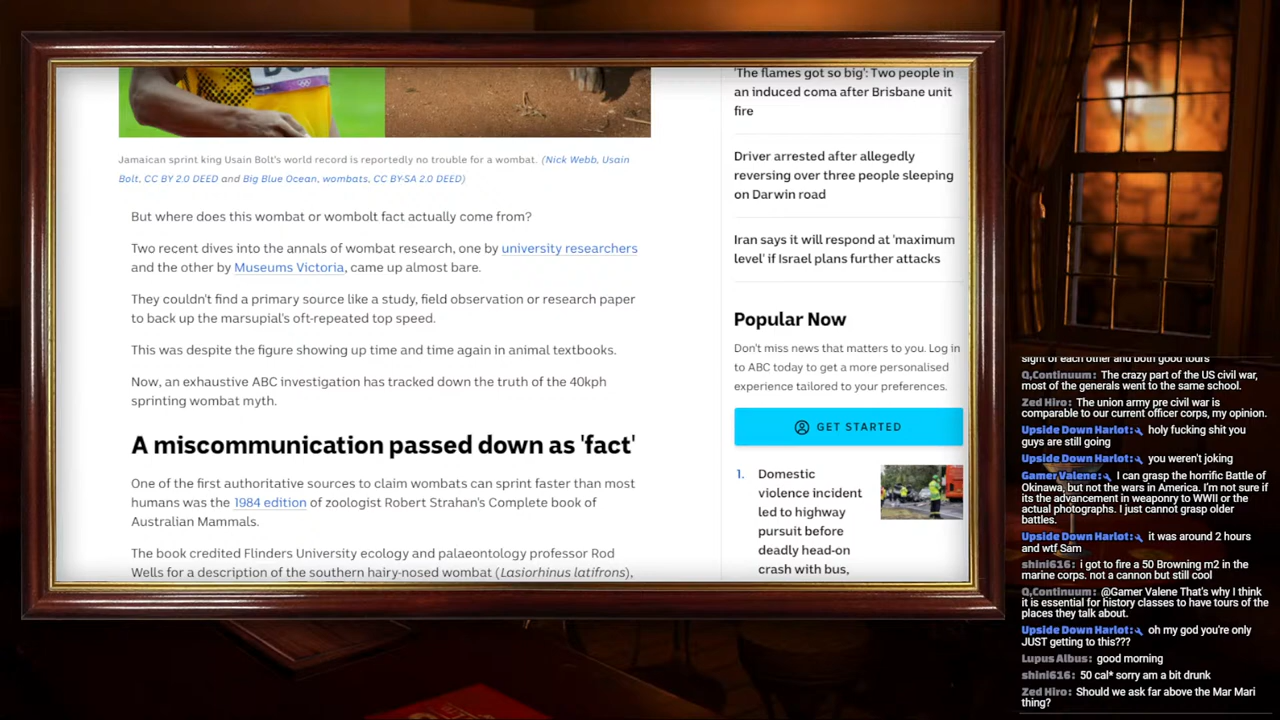 Jamaican sprint king Usain Bolt's world record is reportedly no trouble for a wombat. (Nick Webb, Usain
Bolt, CC BY 2.0 DEED and Big Blue Ocean, wombats, CC BY-SA 2.0 DEED)
But where does this wombat or wombolt fact actually come from?
Two recent dives into the annals of wombat research, one by university researchers
and the other by Museums Victoria, came up almost bare.
They couldn't find a primary source like a study, field observation or research paper
to back up the marsupial's oft-repeated top speed.
This was despite the figure showing up time and time again in animal textbooks.
Now, an exhaustive ABC investigation has tracked down the truth of the 40kph
sprinting wombat myth.
A miscommunication passed down as 'fact'
One of the first authoritative sources to claim wombats can sprint faster than most
humans was the 1984 edition of zoologist Robert Strahan's Complete book of
Australian Mammals.
The book credited Flinders University ecology and palaeontology professor Rod
Wells for a description of the southern hairy-nosed wombat (Lasiorhinus latifrons),
'The flames got so big': Two people in
an induced coma after Brisbane unit
fire
Driver arrested after allegedly
reversing over three people sleeping
on Darwin road
Iran says it will respond at 'maximum
level' if Israel plans further attacks
Popular Now
Don't miss news that matters to you. Log in
to ABC today to get a more personalised
experience tailored to your preferences.
GET STARTED
1. Domestic
violence incident
led to highway
pursuit before
deadly head-on
crash with bus,
sight of each other and both good tours
Q,Continuum: The crazy part of the US civil war,
most of the generals went to the same school.
Zed Hiro: The union army pre civil war is
comparable to our current officer corps, my opinion.
Upside Down Harlot: holy fucking shit you
guys are still going
Upside Down Harlot: you weren't joking
Gamer Valene: I can grasp the horrific Battle of
Okinawa, but not the wars in America. I'm not sure if
its the advancement in weaponry to WWII or the
actual photographs. I just cannot grasp older
battles.
Upside Down Harlot: it was around 2 hours
and wtf Sam
shini616: i got to fire a 50 Browning m2 in the
marine corps. not a cannon but still cool
Q,Continuum: @Gamer Valene That's why I think
it is essential for history classes to have tours of the
places they talk about.
Upside Down Harlot: oh my god you're only
JUST getting to this???
Lupus Albus: good morning
shini616: 50 cal* sorry am a bit drunk
Zed Hiro: Should we ask far above the Mar Mari
thing?